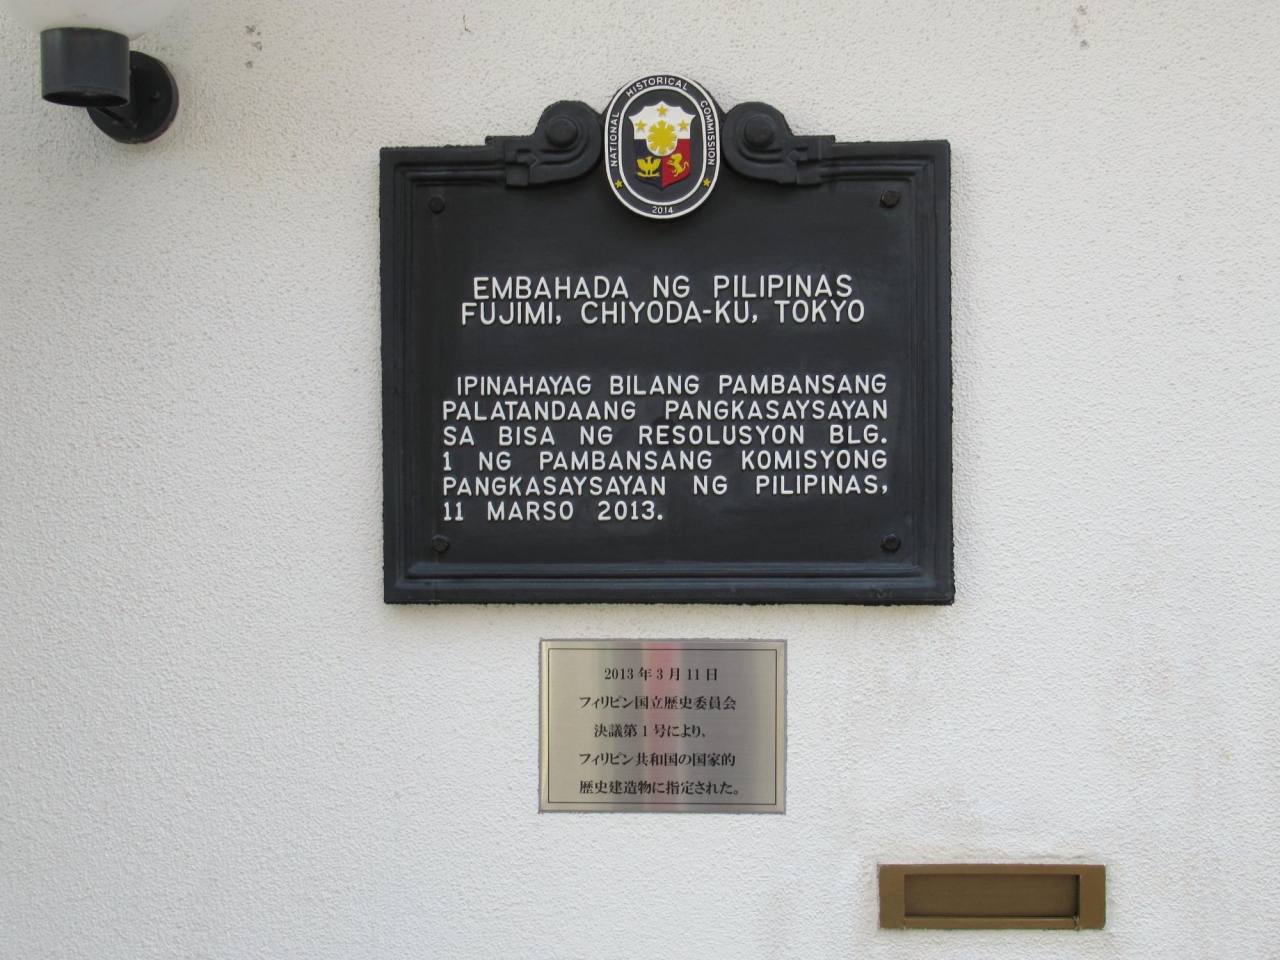 NATIONAL HISTORICAL COMMISSION
2014
EMBAHADA NG PILIPINAS
FUJIMI, CHIYODA-KU, TOKYO
IPINAHAYAG BILANG PAMBANSANG
PALATANDAANG PANGKASAYSAYAN
SA BISA NG RESOLUSYON BLG.
1 NG PAMBANSANG KOMISYONG
PANGKASAYSAYAN NG PILIPINAS,
11 MARSO 2013.
2013年3月11日
フィリピン国立歴史委員会
決議第1号により、
フィリピン共和国の国家的
歴史建造物に指定された。